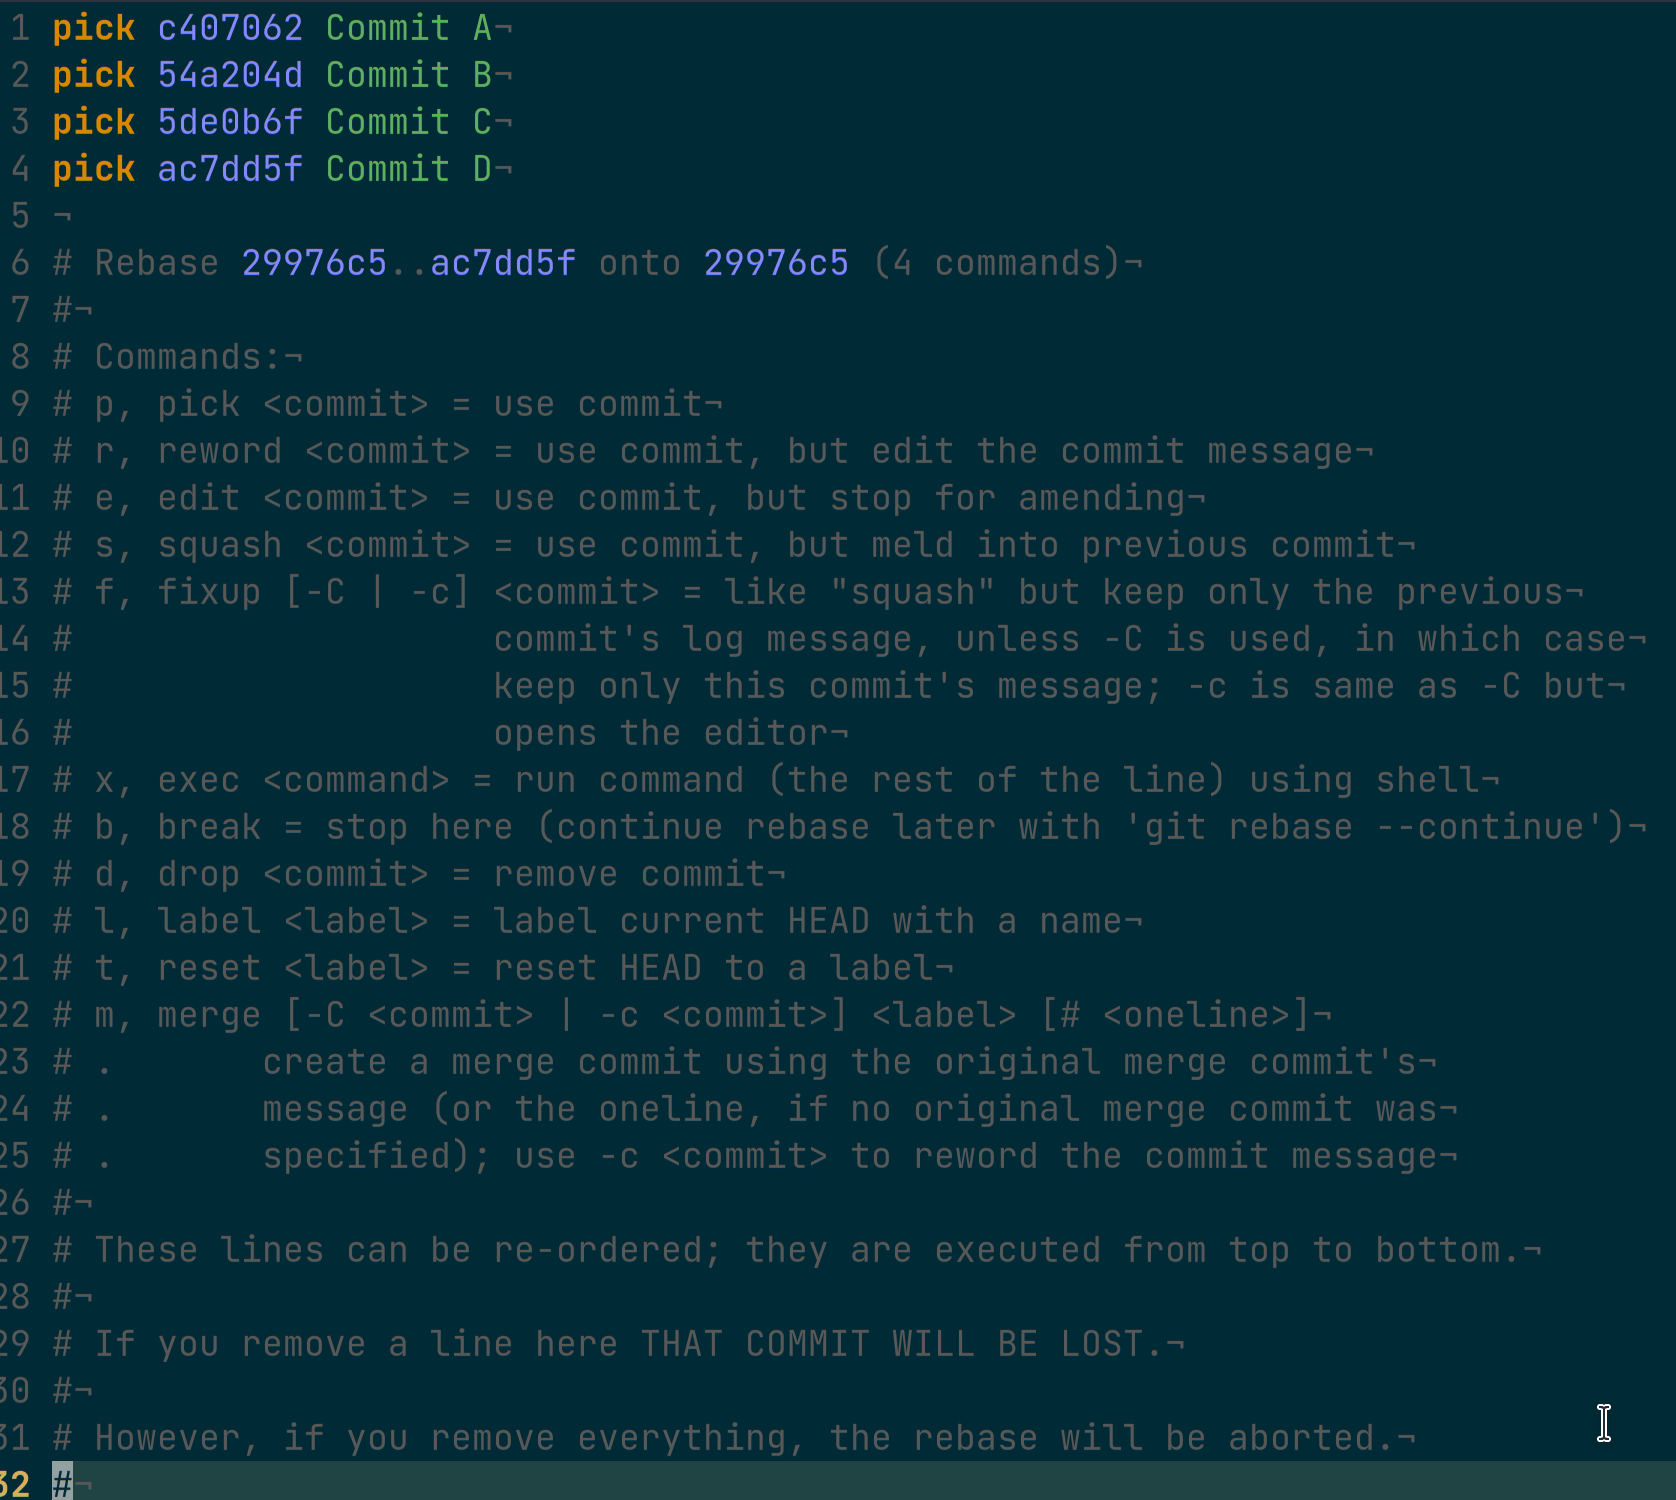 1 pick c407062 Commit A¬
2 pick 54a204d Commit B¬
3 pick 5de0b6f Commit C¬
4 pick ac7dd5f Commit D¬
5 ¬
6 # Rebase 29976c5..ac7dd5f onto 29976c5 (4 commands)¬
7 #¬
8 # Commands:¬
9 # p, pick <commit> = use commit¬
10 # r, reword <commit> = use commit, but edit the commit message¬
11 # e, edit <commit> = use commit, but stop for amending¬
12 # s, squash <commit> = use commit, but meld into previous commit¬
13 # f, fixup [-C | -c] <commit> = like "squash" but keep only the previous¬
14 #                    commit's log message, unless -C is used, in which case¬
15 #                    keep only this commit's message; -c is same as -C but¬
16 #                    opens the editor¬
17 # x, exec <command> = run command (the rest of the line) using shell¬
18 # b, break = stop here (continue rebase later with 'git rebase --continue')¬
19 # d, drop <commit> = remove commit¬
20 # l, label <label> = label current HEAD with a name¬
21 # t, reset <label> = reset HEAD to a label¬
22 # m, merge [-C <commit> | -c <commit>] <label> [# <oneline>]¬
23 # .       create a merge commit using the original merge commit's¬
24 # .       message (or the oneline, if no original merge commit was¬
25 # .       specified); use -c <commit> to reword the commit message¬
26 #¬
27 # These lines can be re-ordered; they are executed from top to bottom.¬
28 #¬
29 # If you remove a line here THAT COMMIT WILL BE LOST.¬
30 #¬
31 # However, if you remove everything, the rebase will be aborted.¬
32 #¬